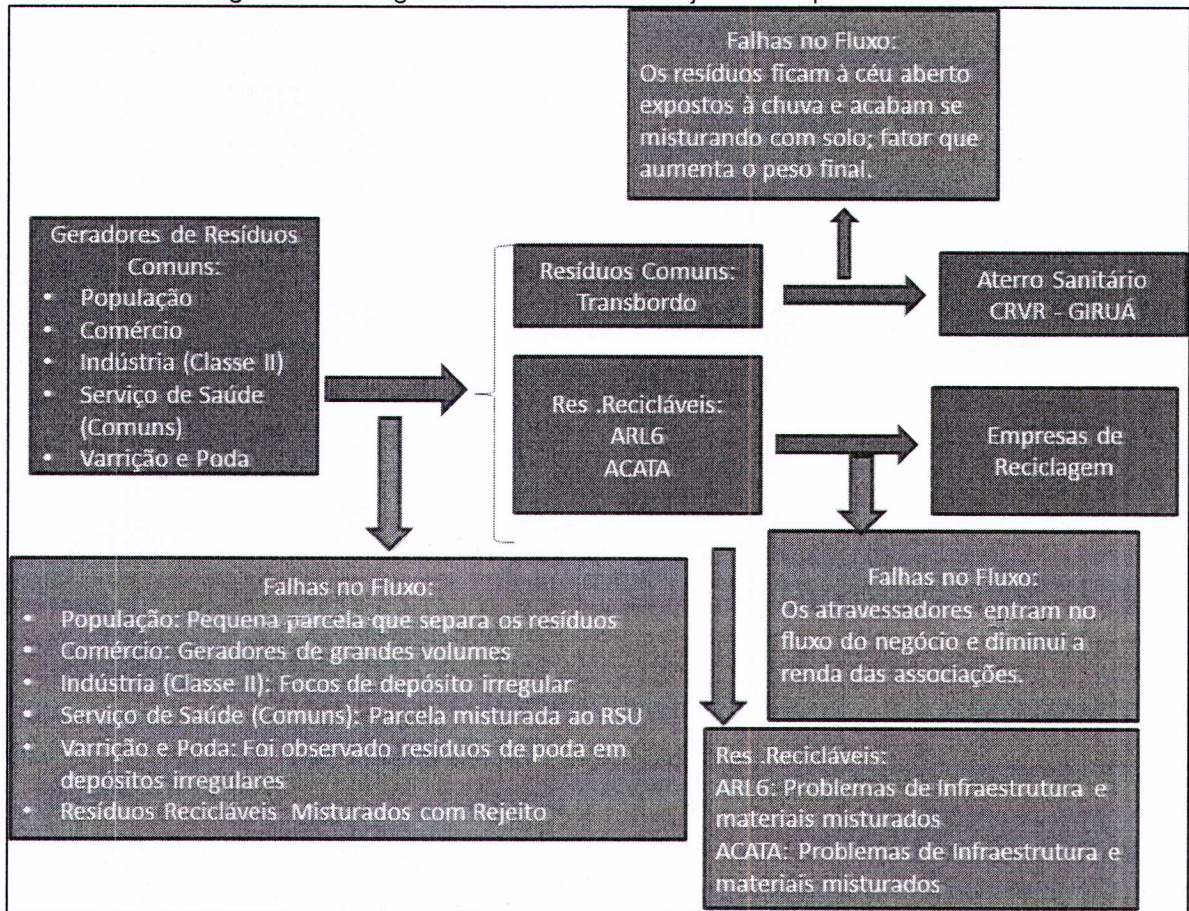 Falhas no Fluxo:
Os resíduos ficam à céu aberto
expostos à chuva e acabam se
misturando com solo; fator que
aumenta o peso final.
Geradores de Resíduos
Comuns:
• População
• Comércio
• Indústria (Classe II)
• Serviço de Saúde
(Comuns)
• Varrição e Poda
Resíduos Comuns:
Transbordo
Aterro Sanitário
CRVR - GIRUÁ
Res .Recicláveis:
ARL6
ACATA
Empresas de
Reciclagem
Falhas no Fluxo:
• População: Pequena parcela que separa os resíduos
• Comércio: Geradores de grandes volumes
• Indústria (Classe II): Focos de depósito irregular
• Serviço de Saúde (Comuns): Parcela misturada ao RSU
• Varrição e Poda: Foi observado resíduos de poda em
depósitos irregulares
• Resíduos Recicláveis Misturados com Rejeito
Falhas no Fluxo:
Os atravessadores entram no
fluxo do negócio e diminui a
renda das associações.
Res .Recicláveis:
ARL6: Problemas de Infraestrutura e
materiais misturados
ACATA: Problemas de Infraestrutura e
materiais misturados